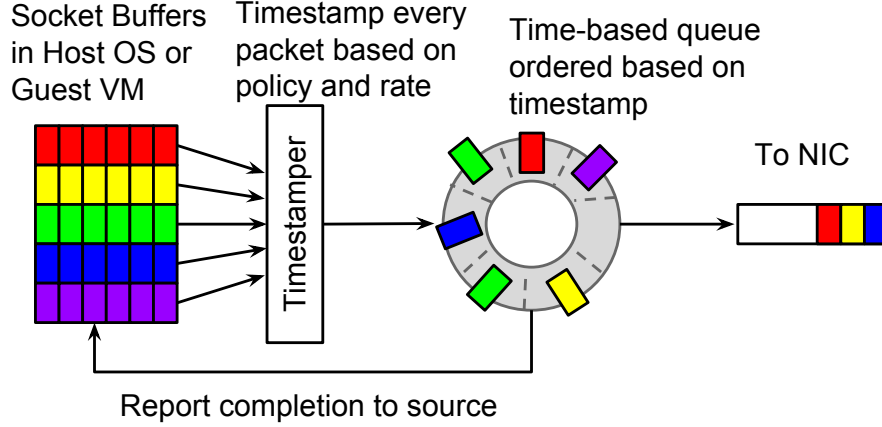 Socket Buffers
in Host OS or
Guest VM
Timestamp every
packet based on
policy and rate
Time-based queue
ordered based on
timestamp
Timestamper
To NIC
Report completion to source